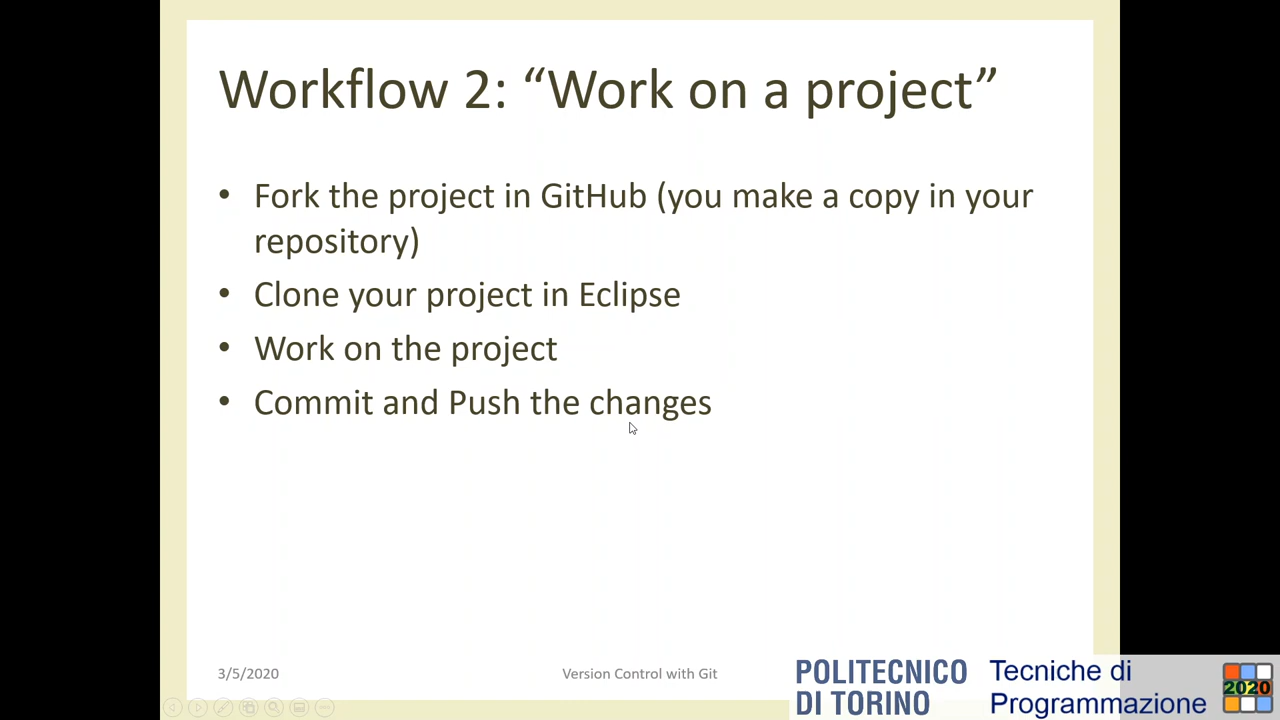 Workflow 2: “Work on a project”
• Fork the project in GitHub (you make a copy in your
repository)
• Clone your project in Eclipse
• Work on the project
• Commit and Push the changes
3/5/2020
Version Control with Git
POLITECNICO
DI TORINO
Tecniche di
Programmazione
2020